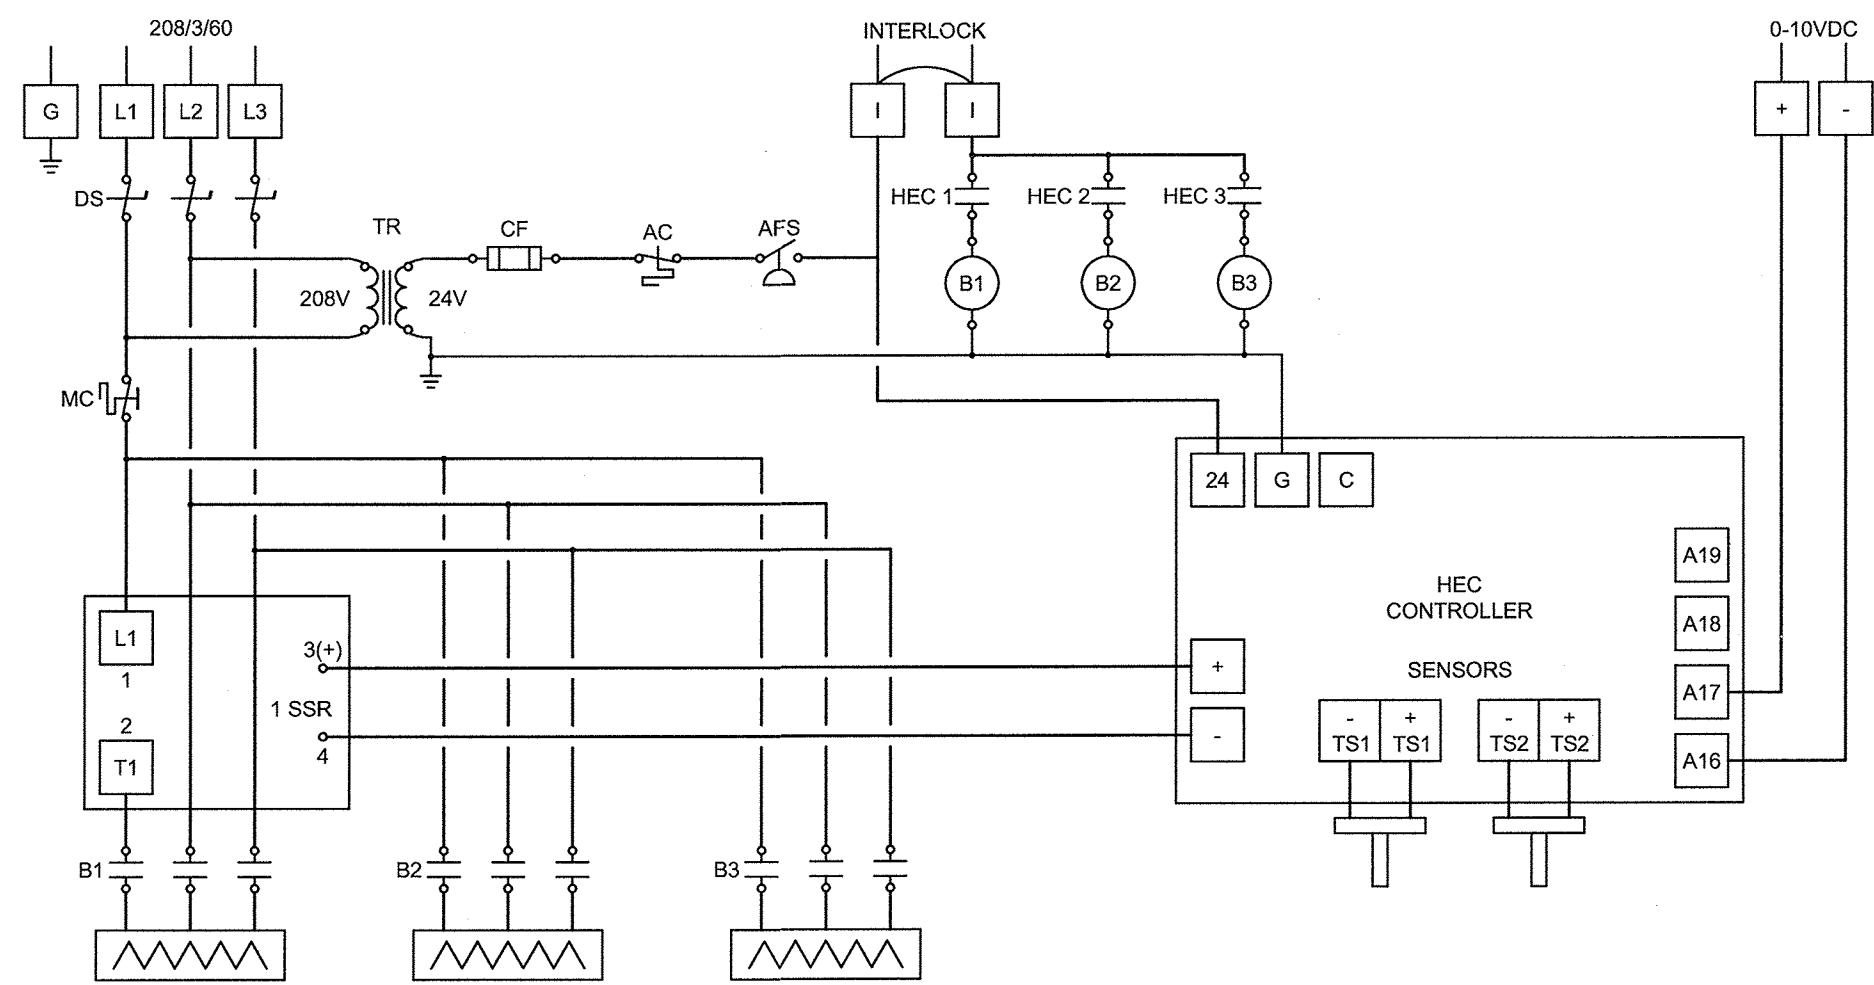 208/3/60
INTERLOCK
0-10VDC
G
L1
L2
L3
I
I
+
-
DS
HEC 1
HEC 2
HEC 3
TR
CF
AC
AFS
208V
24V
B1
B2
B3
MC
24
G
C
A19
HEC
CONTROLLER
A18
L1
1
3(+)
+
SENSORS
A17
2
1 SSR
-
+
-
+
T1
4
-
TS1
TS1
TS2
TS2
A16
B1
B2
B3